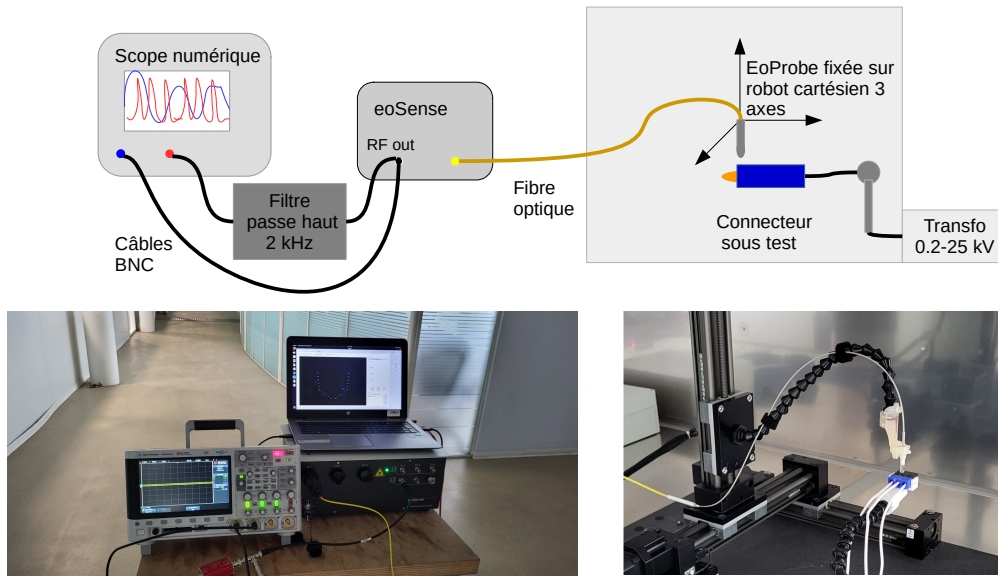 Scope numérique
eoSense
RF out
Filtre
passe haut
2 kHz
Câbles
BNC
Fibre
optique
EoProbe fixée sur
robot cartésien 3
axes
Connecteur
sous test
Transfo
0.2-25 kV